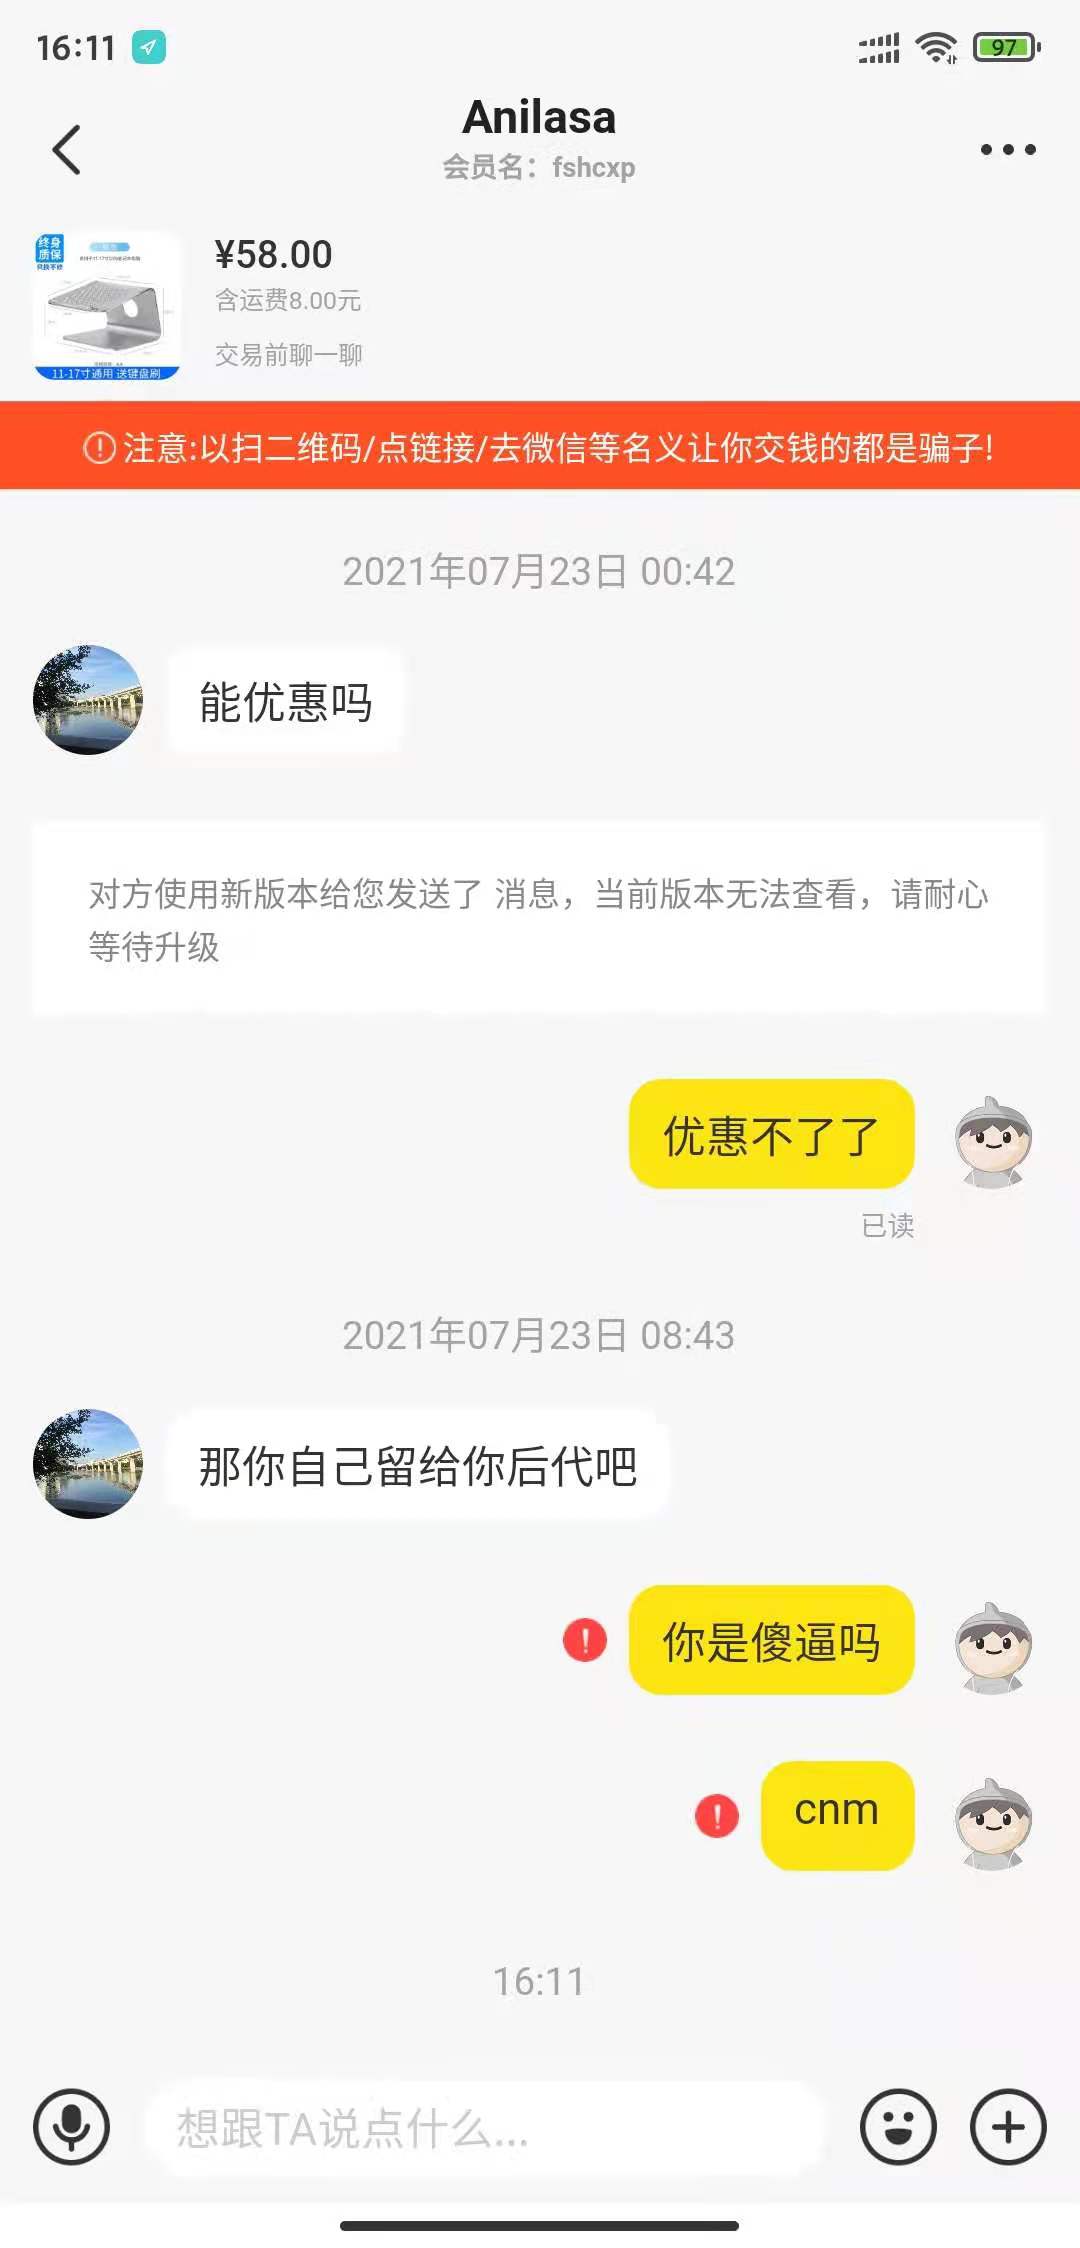 16:11
97
Anilasa
会员名：fshcxp
终身
质保
只换不修
11-17寸通用 送键盘刷
¥58.00
含运费8.00元
交易前聊一聊
注意:以扫二维码/点链接/去微信等名义让你交钱的都是骗子!
2021年07月23日 00:42
能优惠吗
对方使用新版本给您发送了 消息，当前版本无法查看，请耐心
等待升级
优惠不了了
已读
2021年07月23日 08:43
那你自己留给你后代吧
你是傻逼吗
cnm
16:11
想跟TA说点什么...